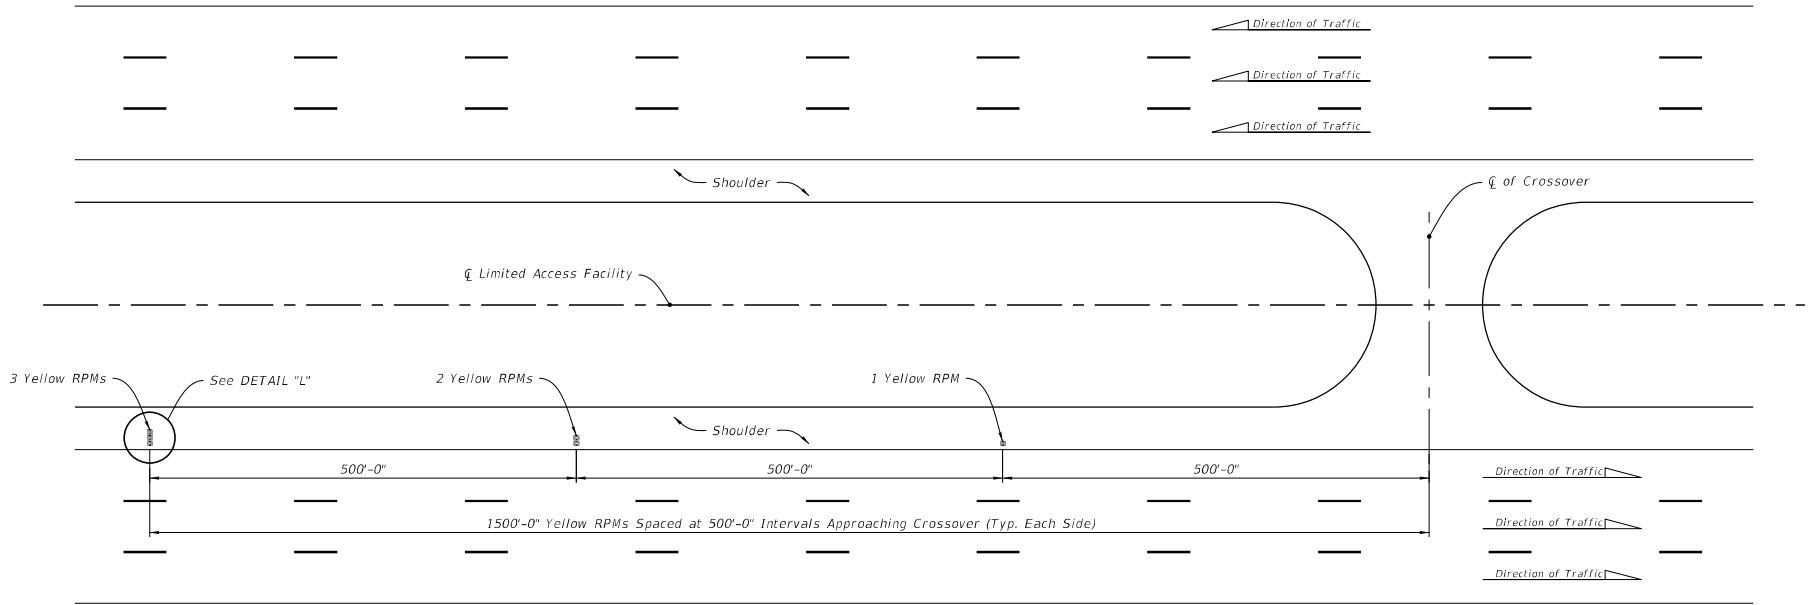 Direction of Traffic
Direction of Traffic
Direction of Traffic
Shoulder
℄ of Crossover
℄ Limited Access Facility
3 Yellow RPMs
See DETAIL "L"
2 Yellow RPMs
1 Yellow RPM
Shoulder
500'-0"
500'-0"
500'-0"
Direction of Traffic
1500'-0" Yellow RPMs Spaced at 500'-0" Intervals Approaching Crossover (Typ. Each Side)
Direction of Traffic
Direction of Traffic